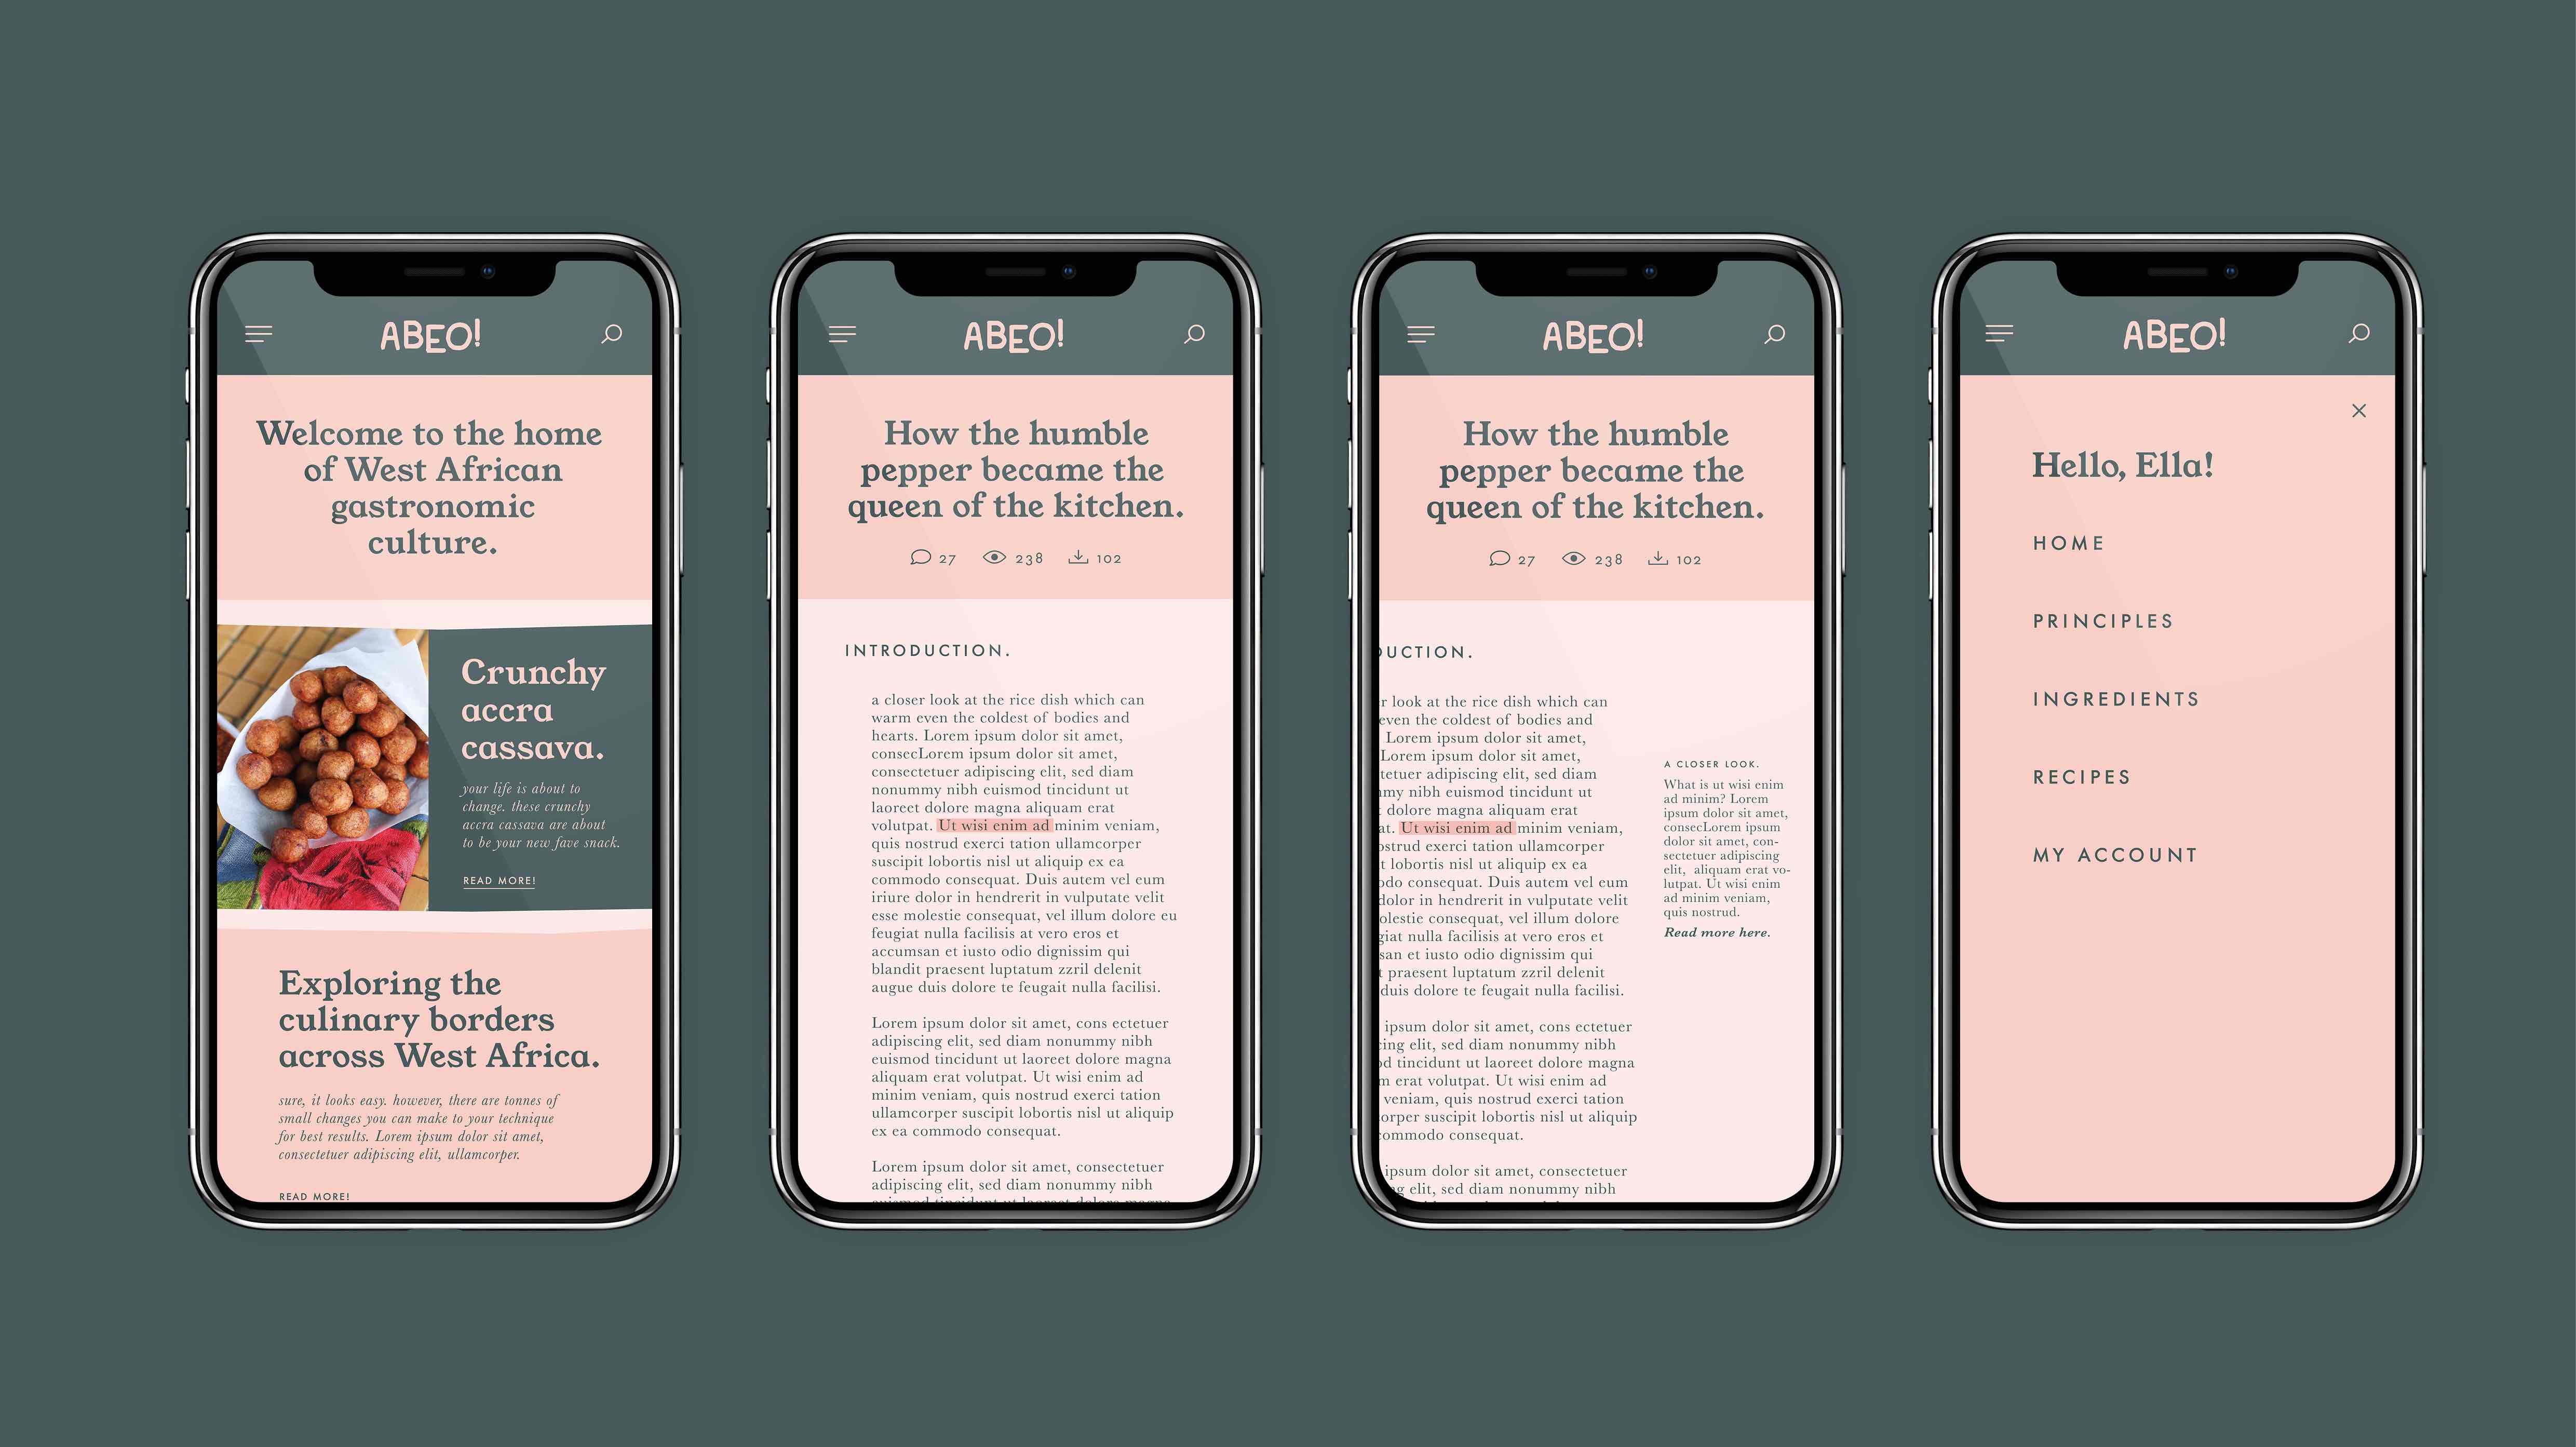 ABEO!
Welcome to the home
of West African
gastronomic
culture.
Crunchy
accra
cassava.
your life is about to
change. these crunchy
accra cassava are about
to be your new fave snack.
READ MORE!
Exploring the
culinary borders
across West Africa.
sure, it looks easy. however, there are tonnes of
small changes you can make to your technique
for best results. Lorem ipsum dolor sit amet,
consectetuer adipiscing elit, ullamcorper.
READ MORE!
ABEO!
How the humble
pepper became the
queen of the kitchen.
27 238 102
INTRODUCTION.
a closer look at the rice dish which can
warm even the coldest of bodies and
hearts. Lorem ipsum dolor sit amet,
consecLorem ipsum dolor sit amet,
consectetuer adipiscing elit, sed diam
nonummy nibh euismod tincidunt ut
laoreet dolore magna aliquam erat
volutpat. Ut wisi enim ad minim veniam,
quis nostrud exerci tation ullamcorper
suscipit lobortis nisl ut aliquip ex ea
commodo consequat. Duis autem vel eum
iriure dolor in hendrerit in vulputate velit
esse molestie consequat, vel illum dolore eu
feugiat nulla facilisis at vero eros et
accumsan et iusto odio dignissim qui
blandit praesent luptatum zzril delenit
augue duis dolore te feugait nulla facilisi.
Lorem ipsum dolor sit amet, cons ectetuer
adipiscing elit, sed diam nonummy nibh
euismod tincidunt ut laoreet dolore magna
aliquam erat volutpat. Ut wisi enim ad
minim veniam, quis nostrud exerci tation
ullamcorper suscipit lobortis nisl ut aliquip
ex ea commodo consequat.
Lorem ipsum dolor sit amet, consectetuer
adipiscing elit, sed diam nonummy nibh
ABEO!
How the humble
pepper became the
queen of the kitchen.
27 238 102
DUCTION.
r look at the rice dish which can
even the coldest of bodies and
Lorem ipsum dolor sit amet,
Lorem ipsum dolor sit amet,
tetuer adipiscing elit, sed diam
my nibh euismod tincidunt ut
dolore magna aliquam erat
at. Ut wisi enim ad minim veniam,
ostrud exerci tation ullamcorper
t lobortis nisl ut aliquip ex ea
odo consequat. Duis autem vel eum
dolor in hendrerit in vulputate velit
olestie consequat, vel illum dolore
giat nulla facilisis at vero eros et
san et iusto odio dignissim qui
t praesent luptatum zzril delenit
duis dolore te feugait nulla facilisi.
ipsum dolor sit amet, cons ectetuer
cing elit, sed diam nonummy nibh
od tincidunt ut laoreet dolore magna
m erat volutpat. Ut wisi enim ad
veniam, quis nostrud exerci tation
orper suscipit lobortis nisl ut aliquip
commodo consequat.
ipsum dolor sit amet, consectetuer
ng elit, sed diam nonummy nibh
A CLOSER LOOK.
What is ut wisi enim
ad minim? Lorem
ipsum dolor sit amet,
consecLorem ipsum
dolor sit amet, con-
sectetuer adipiscing
elit, aliquam erat vo-
lutpat. Ut wisi enim
ad minim veniam,
quis nostrud.
Read more here.
ABEO!
Hello, Ella!
HOME
PRINCIPLES
INGREDIENTS
RECIPES
MY ACCOUNT